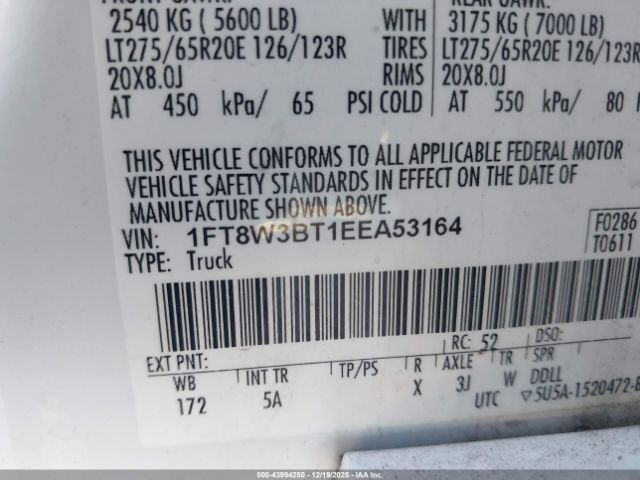 2540 KG ( 5600 LB) WITH 3175 KG (7000 LB)
LT275/65R20E 126/123R TIRES LT275/65R20E 126/123R
20X8.0J RIMS 20X8.0J
AT 450 kPa/ 65 PSI COLD AT 550 kPa/ 80
THIS VEHICLE CONFORMS TO ALL APPLICABLE FEDERAL MOTOR
VEHICLE SAFETY STANDARDS IN EFFECT ON THE DATE OF
MANUFACTURE SHOWN ABOVE.
VIN: 1FT8W3BT1EEA53164 F0286
TYPE: Truck T0611
RC: 52 DSO:
EXT PNT:
WB INT TR TP/PS R AXLE TR SPR
172 5A X 3J W DDLL
UTC ▽5U5A-1520472-B
000-43994250 - 12/19/2025 - IAAI.COM